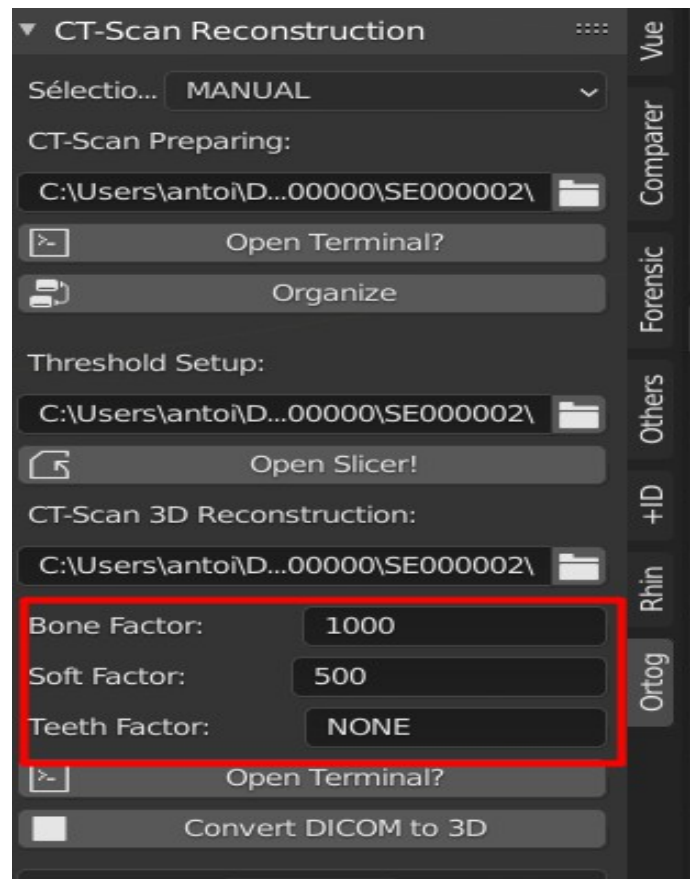 CT-Scan Reconstruction
Sélectio... MANUAL
CT-Scan Preparing:
C:\Users\antoi\D...00000\SE000002\
Open Terminal?
Organize
Threshold Setup:
C:\Users\antoi\D...00000\SE000002\
Open Slicer!
CT-Scan 3D Reconstruction:
C:\Users\antoi\D...00000\SE000002\
Bone Factor: 1000
Soft Factor: 500
Teeth Factor: NONE
Open Terminal?
Convert DICOM to 3D
Vue
Comparer
Forensic
Others
+ID
Rhin
Ortog